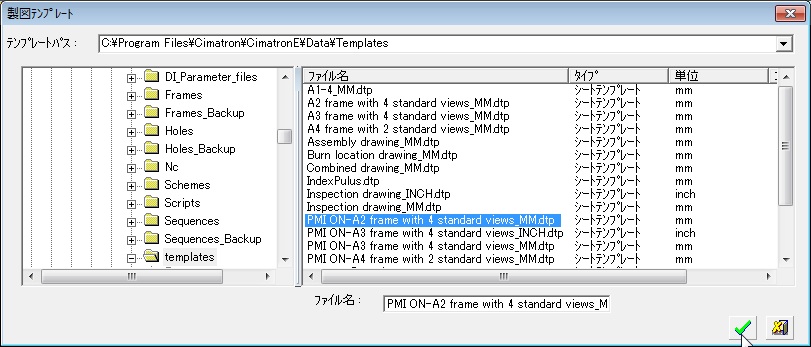 製図ﾃﾝﾌﾟﾚｰﾄ
ﾃﾝﾌﾟﾚｰﾄﾊﾟｽ：
C:¥Program Files¥Cimatron¥CimatronE¥Data¥Templates
DI_Parameter_files
Frames
Frames_Backup
Holes
Holes_Backup
Nc
Schemes
Scripts
Sequences
Sequences_Backup
templates
ﾌｧｲﾙ名 ﾀｲﾌﾟ 単位
A1-4_MM.dtp ｼｰﾄﾃﾝﾌﾟﾚｰﾄ mm
A2 frame with 4 standard views_MM.dtp ｼｰﾄﾃﾝﾌﾟﾚｰﾄ mm
A3 frame with 4 standard views_MM.dtp ｼｰﾄﾃﾝﾌﾟﾚｰﾄ mm
A4 frame with 2 standard views_MM.dtp ｼｰﾄﾃﾝﾌﾟﾚｰﾄ mm
Assembly drawing_MM.dtp ｼｰﾄﾃﾝﾌﾟﾚｰﾄ mm
Burn location drawing_MM.dtp ｼｰﾄﾃﾝﾌﾟﾚｰﾄ mm
Combined drawing_MM.dtp ｼｰﾄﾃﾝﾌﾟﾚｰﾄ mm
IndexPulus.dtp ｼｰﾄﾃﾝﾌﾟﾚｰﾄ mm
Inspection drawing_INCH.dtp ｼｰﾄﾃﾝﾌﾟﾚｰﾄ inch
Inspection drawing_MM.dtp ｼｰﾄﾃﾝﾌﾟﾚｰﾄ mm
PMI ON-A2 frame with 4 standard views_MM.dtp ｼｰﾄﾃﾝﾌﾟﾚｰﾄ mm
PMI ON-A3 frame with 4 standard views_INCH.dtp ｼｰﾄﾃﾝﾌﾟﾚｰﾄ inch
PMI ON-A3 frame with 4 standard views_MM.dtp ｼｰﾄﾃﾝﾌﾟﾚｰﾄ mm
PMI ON-A4 frame with 2 standard views_MM.dtp ｼｰﾄﾃﾝﾌﾟﾚｰﾄ mm
ﾌｧｲﾙ名： PMI ON-A2 frame with 4 standard views_M